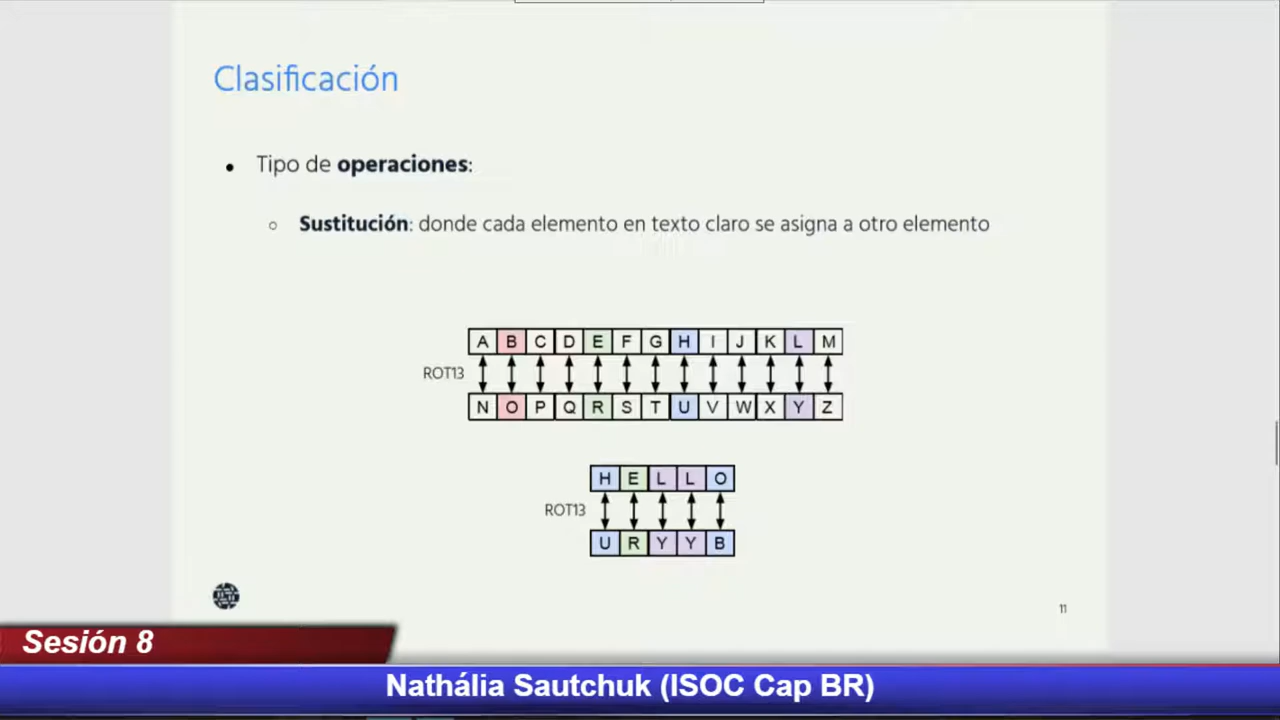 Clasificación
• Tipo de operaciones:
○ Sustitución: donde cada elemento en texto claro se asigna a otro elemento
A B C D E F G H I J K L M
ROT13
N O P Q R S T U V W X Y Z
H E L L O
ROT13
U R Y Y B
11
Sesión 8
Nathália Sautchuk (ISOC Cap BR)